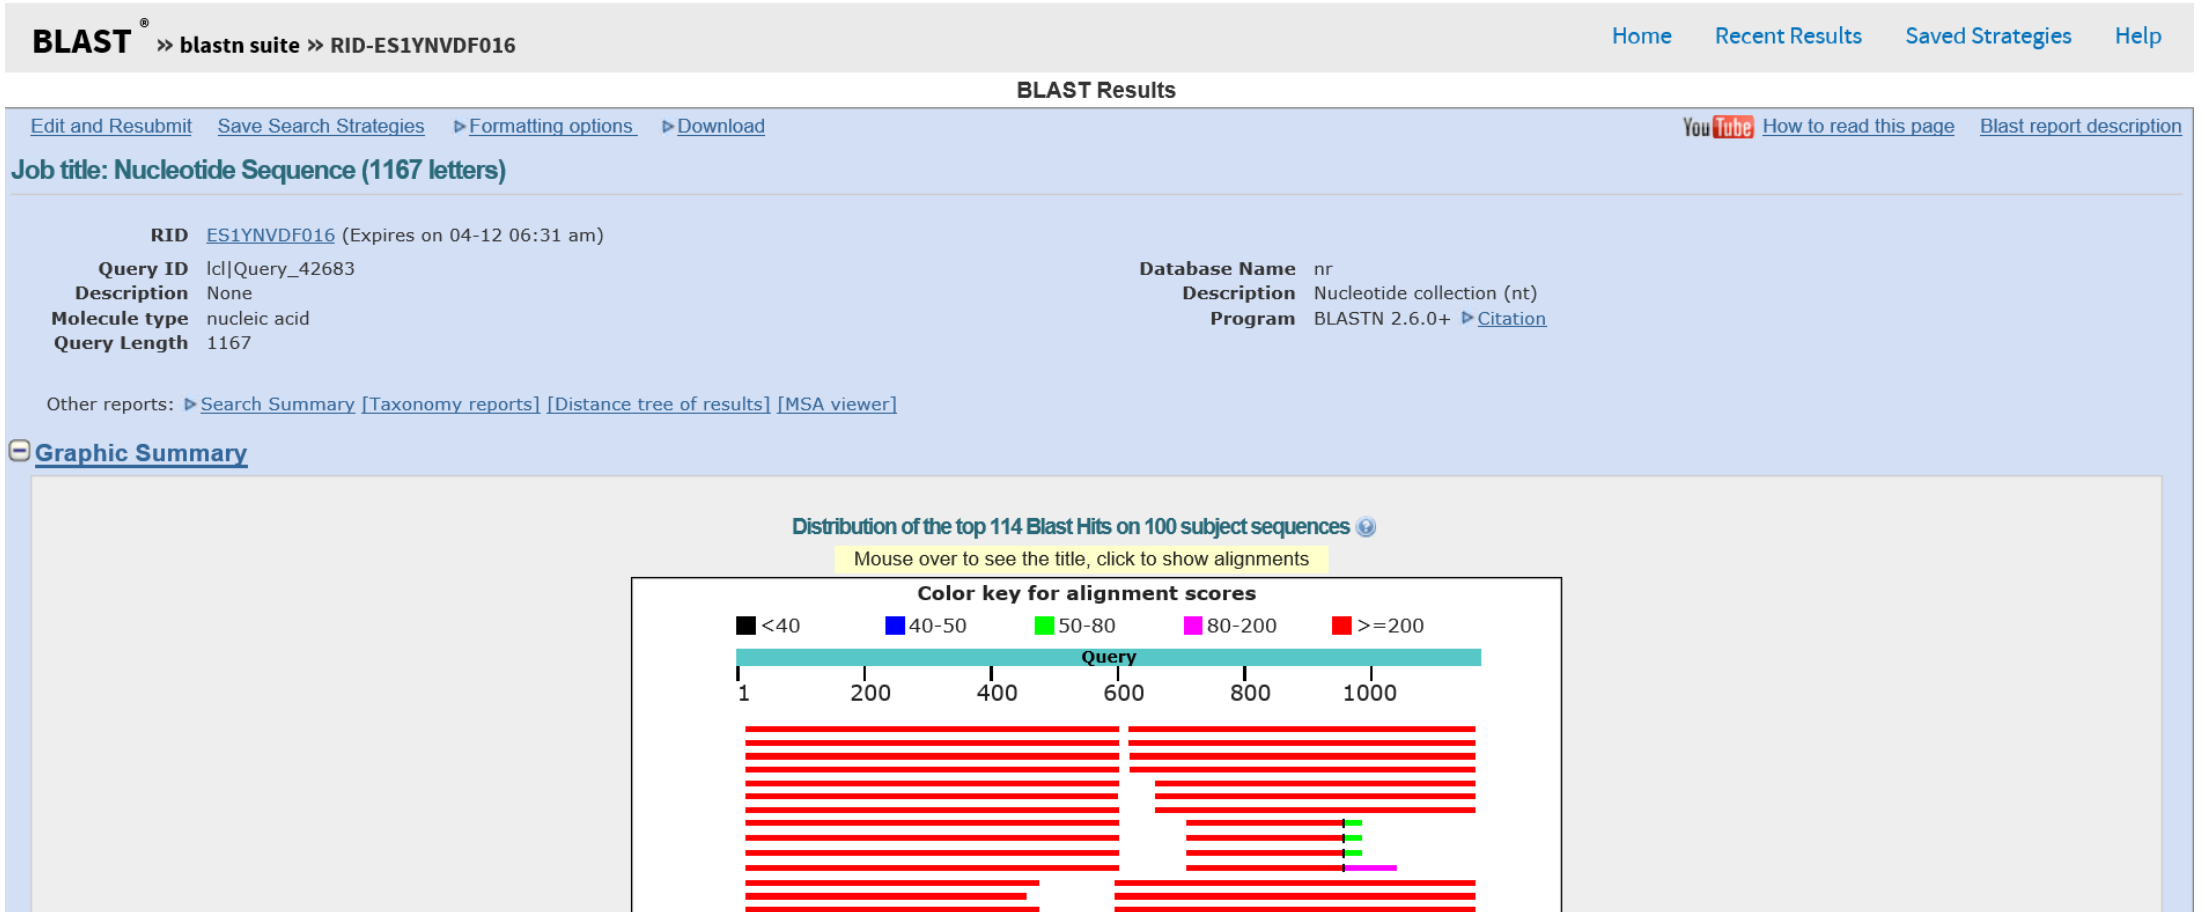 BLAST ® » blastn suite » RID-ES1YNVDF016 Home Recent Results Saved Strategies Help
BLAST Results
Edit and Resubmit Save Search Strategies Formatting options Download YouTube How to read this page Blast report description
Job title: Nucleotide Sequence (1167 letters)
RID ES1YNVDF016 (Expires on 04-12 06:31 am)
Query ID lcl|Query_42683 Database Name nr
Description None Description Nucleotide collection (nt)
Molecule type nucleic acid Program BLASTN 2.6.0+ Citation
Query Length 1167
Other reports: Search Summary [Taxonomy reports] [Distance tree of results] [MSA viewer]
Graphic Summary
Distribution of the top 114 Blast Hits on 100 subject sequences
Mouse over to see the title, click to show alignments
Color key for alignment scores
<40 40-50 50-80 80-200 >=200
Query
1 200 400 600 800 1000